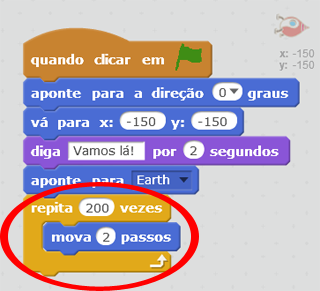 x: -150
y: -150
quando clicar em
aponte para a direção 0 graus
vá para x: -150 y: -150
diga Vamos lá! por 2 segundos
aponte para Earth
repita 200 vezes
mova 2 passos